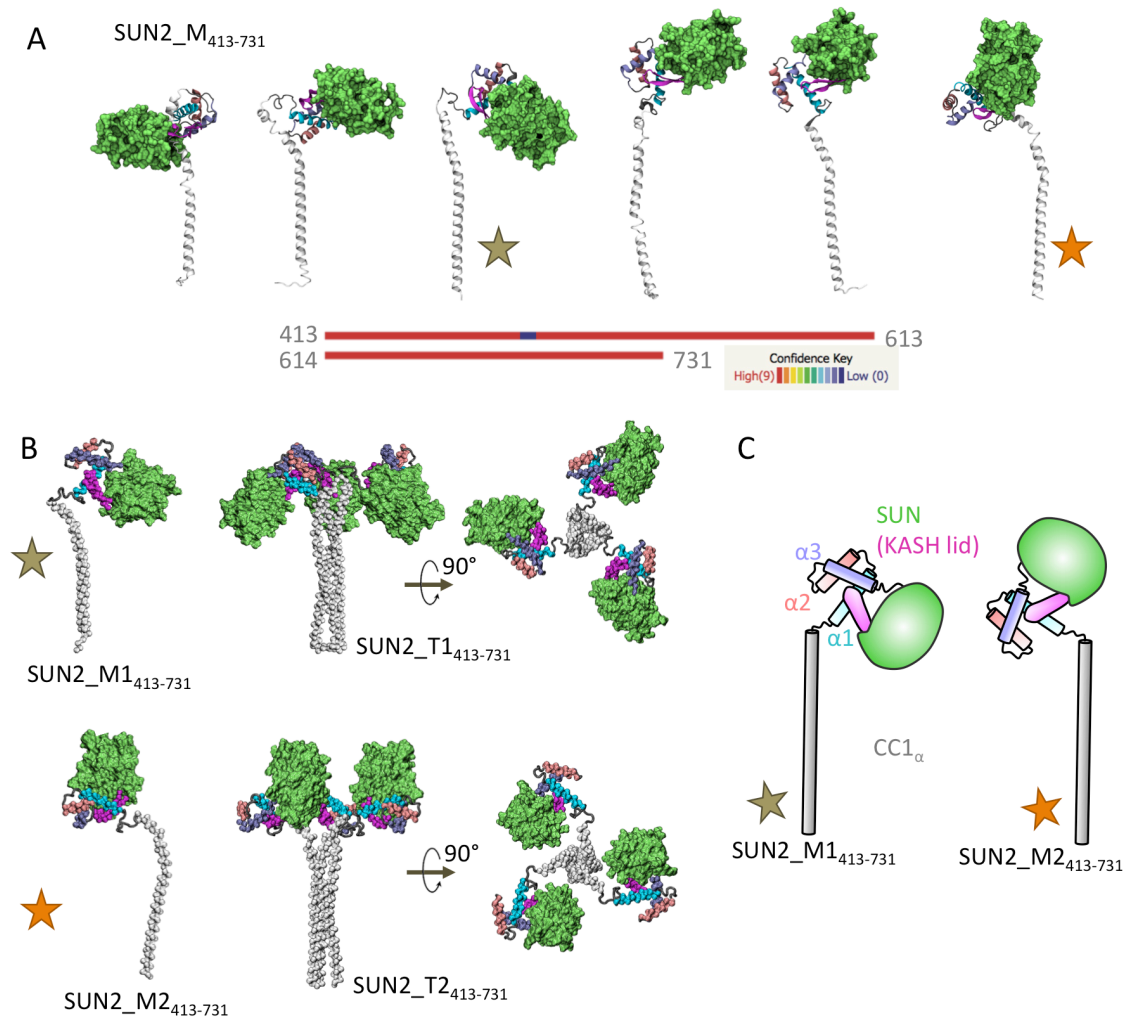 A
SUN2_M413-731
413
613
614
731
Confidence Key
High(9) Low (0)
B
90°
SUN2_M1413-731
SUN2_T1413-731
90°
SUN2_M2413-731
SUN2_T2413-731
C
SUN
(KASH lid)
α3
α2
α1
CC1α
SUN2_M1413-731
SUN2_M2413-731